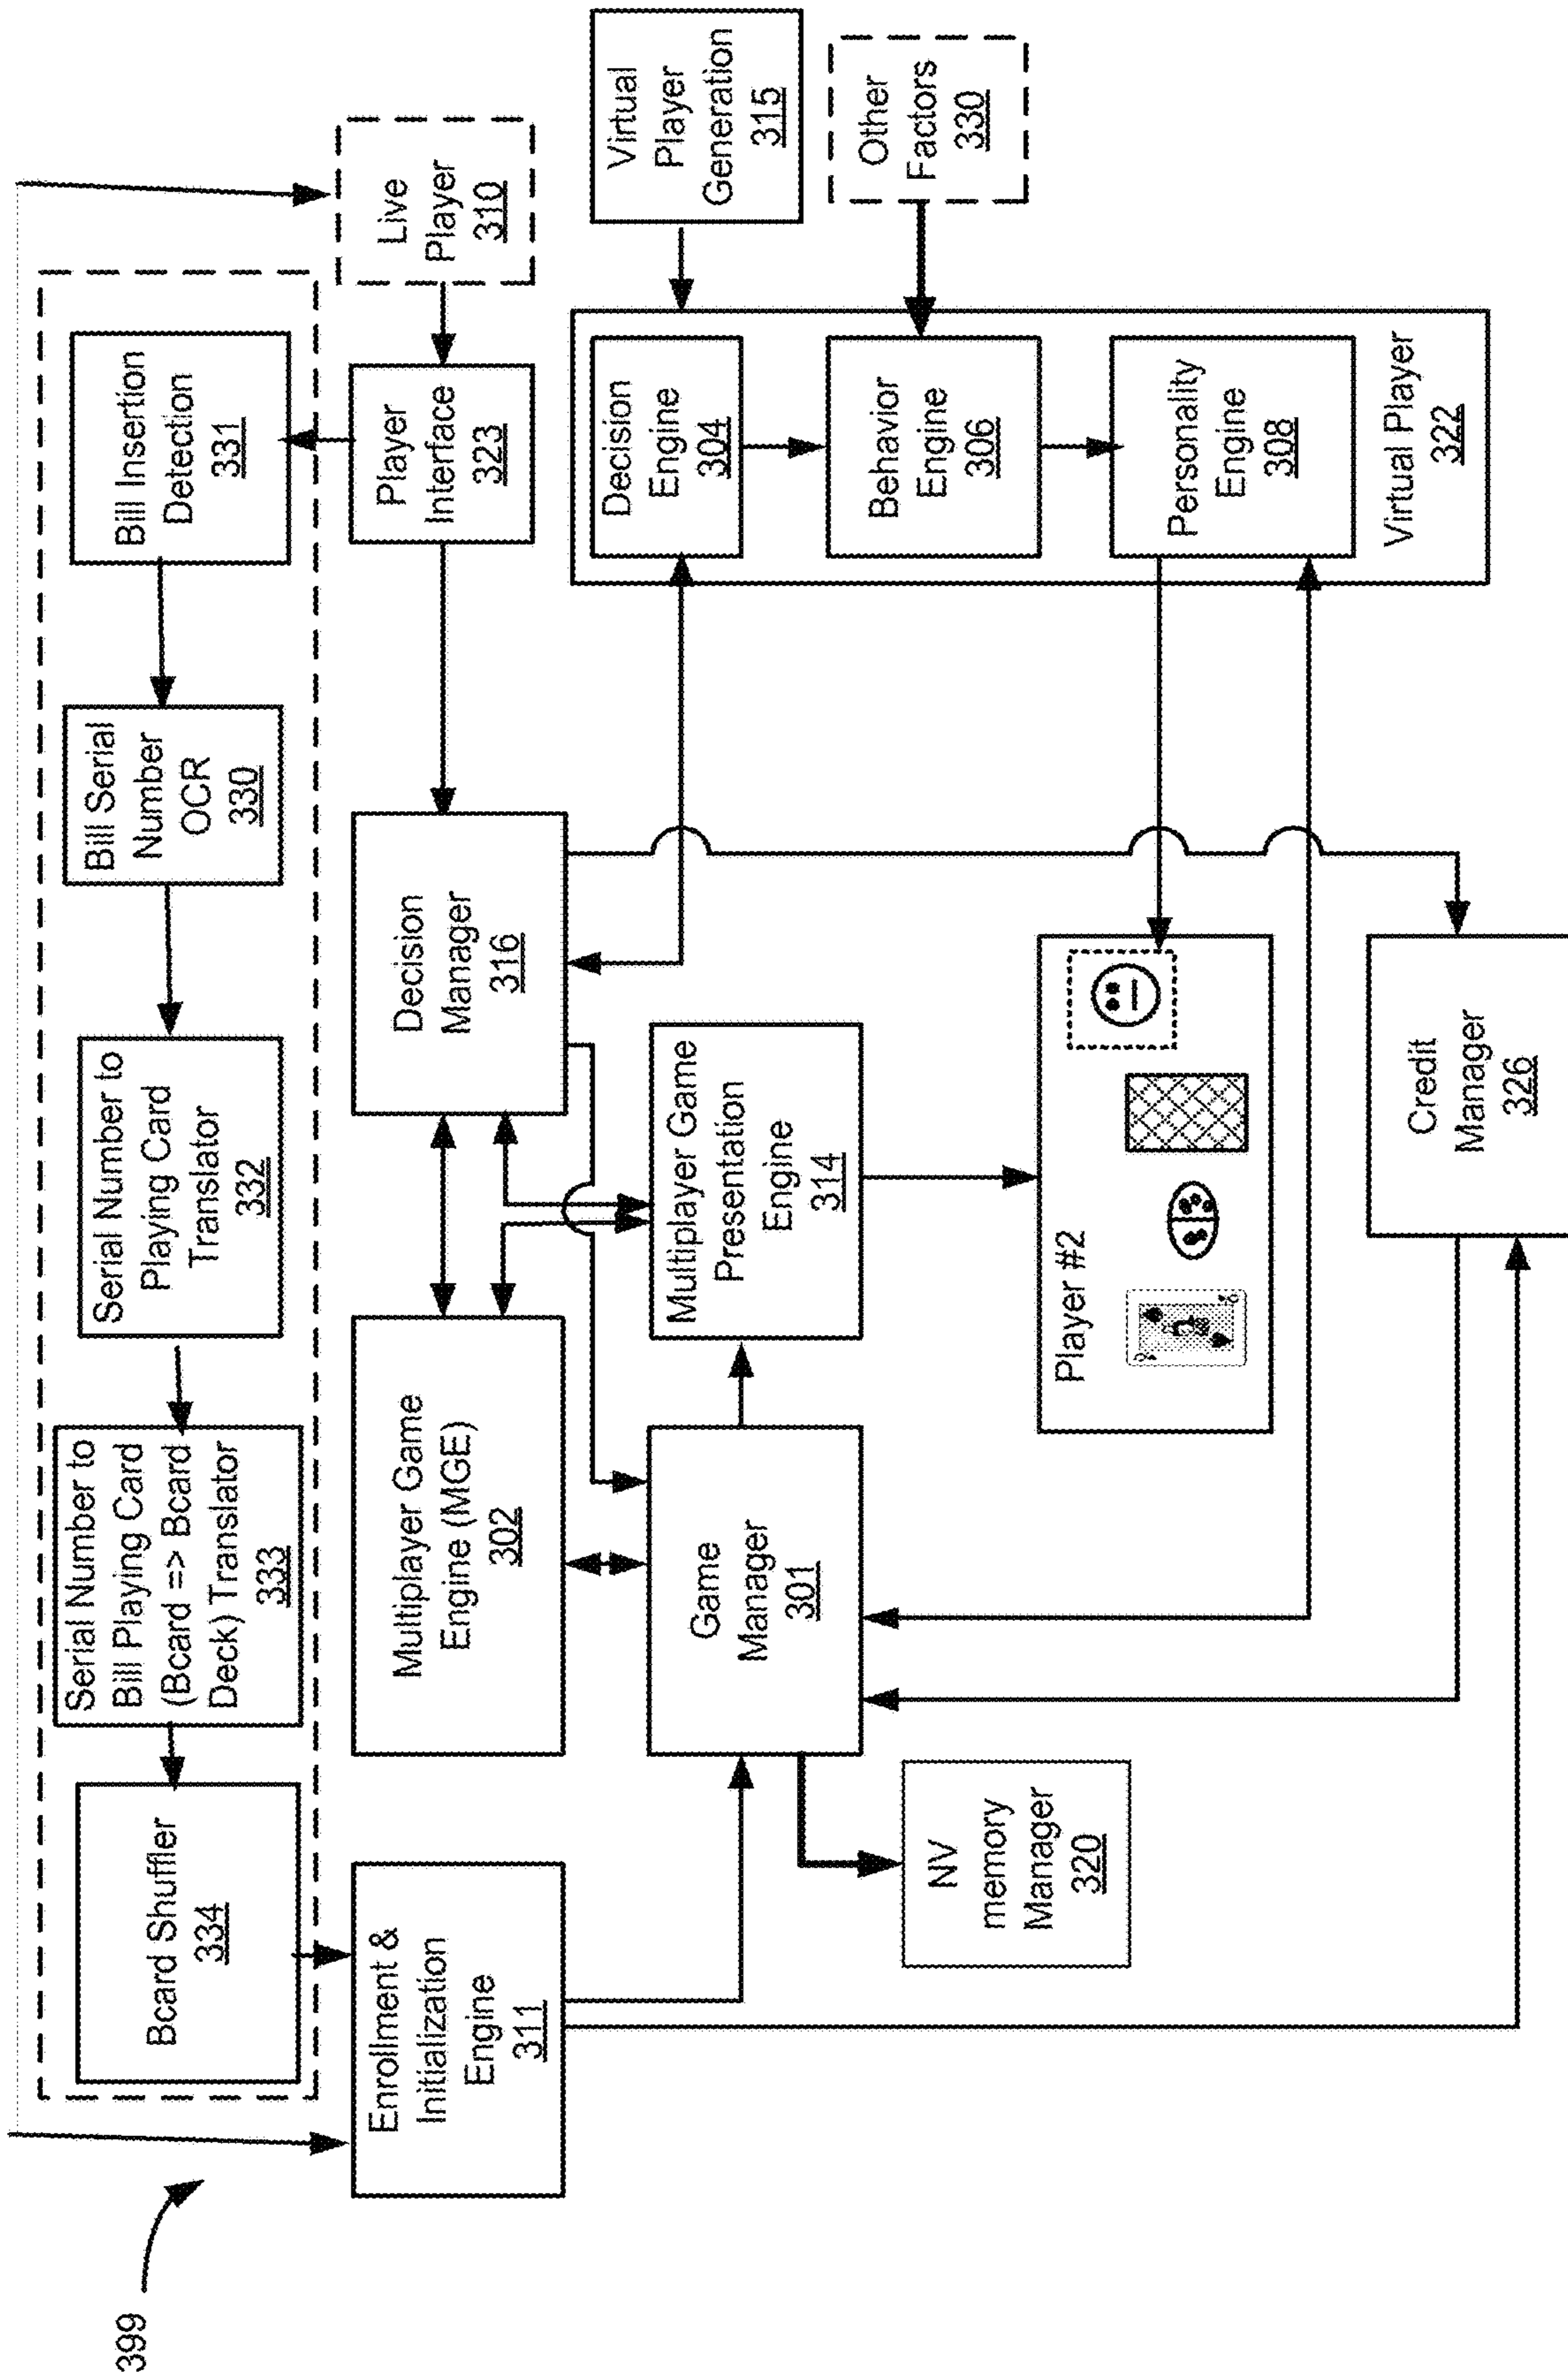 399
Bcard Shuffler
334
Serial Number to
Bill Playing Card
(Bcard => Bcard
Deck) Translator
333
Serial Number to
Playing Card
Translator
332
Bill Serial
Number
OCR
330
Bill Insertion
Detection
331
Enrollment &
Initialization
Engine
311
Multiplayer Game
Engine (MGE)
302
Decision
Manager
316
Player
Interface
323
Live
Player
310
Game
Manager
301
Multiplayer Game
Presentation
Engine
314
Decision
Engine
304
Virtual
Player
Generation
315
NV
memory
Manager
320
Behavior
Engine
306
Other
Factors
330
Player #2
Personality
Engine
308
Virtual Player
322
Credit
Manager
326